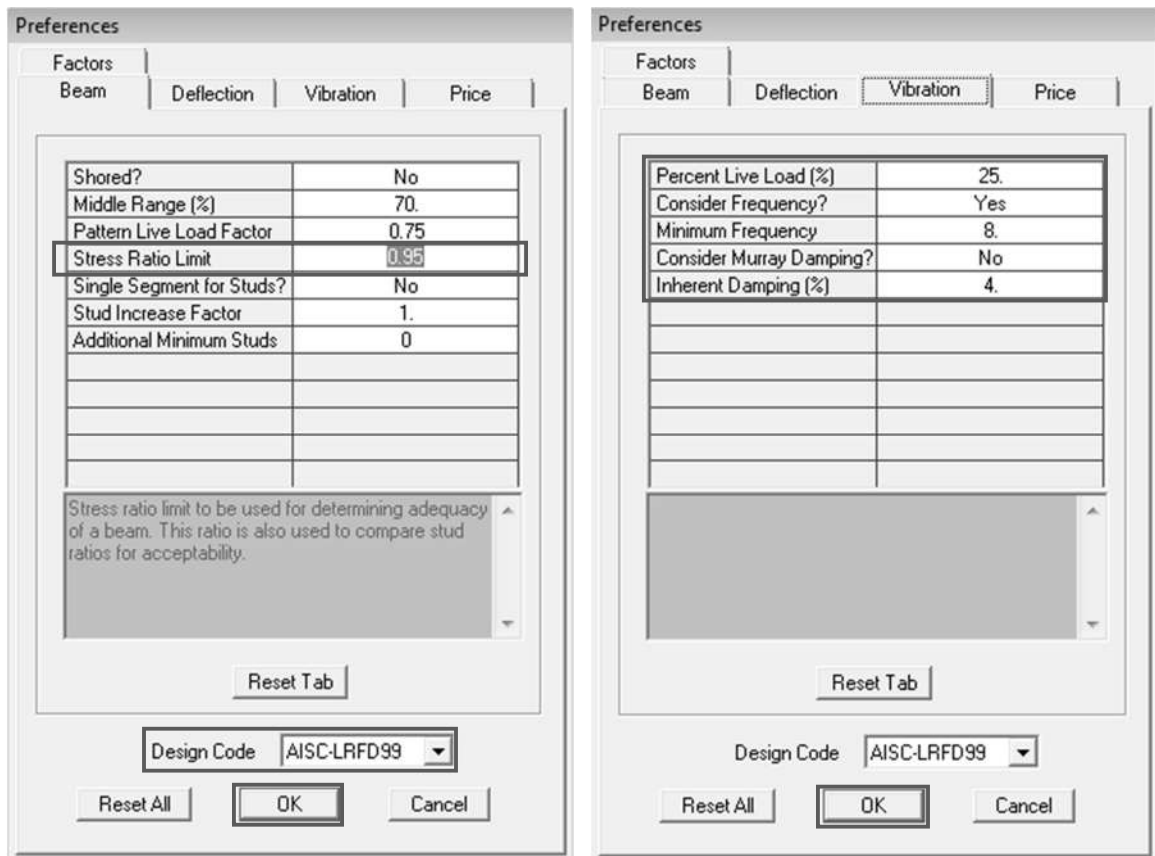 Preferences
Factors
Beam Deflection Vibration Price
Shored? No
Middle Range (%) 70.
Pattern Live Load Factor 0.75
Stress Ratio Limit 0.95
Single Segment for Studs? No
Stud Increase Factor 1.
Additional Minimum Studs 0
Stress ratio limit to be used for determining adequacy
of a beam. This ratio is also used to compare stud
ratios for acceptability.
Reset Tab
Design Code AISC-LRFD99
Reset All OK Cancel
Preferences
Factors
Beam Deflection Vibration Price
Percent Live Load (%) 25.
Consider Frequency? Yes
Minimum Frequency 8.
Consider Murray Damping? No
Inherent Damping (%) 4.
Reset Tab
Design Code AISC-LRFD99
Reset All OK Cancel